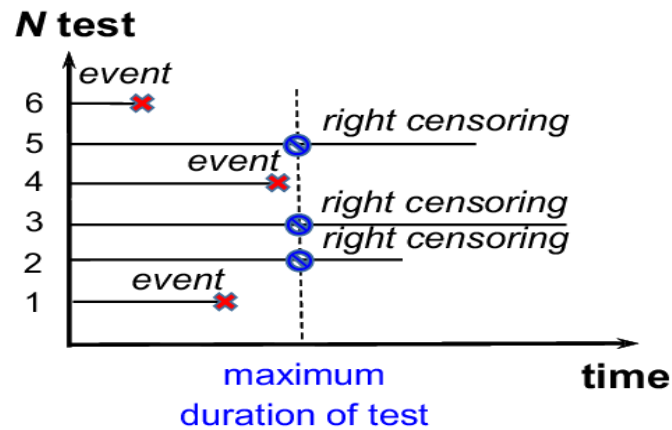 N test
event
6
right censoring
5
event
4
right censoring
3
right censoring
2
event
1
maximum
duration of test
time